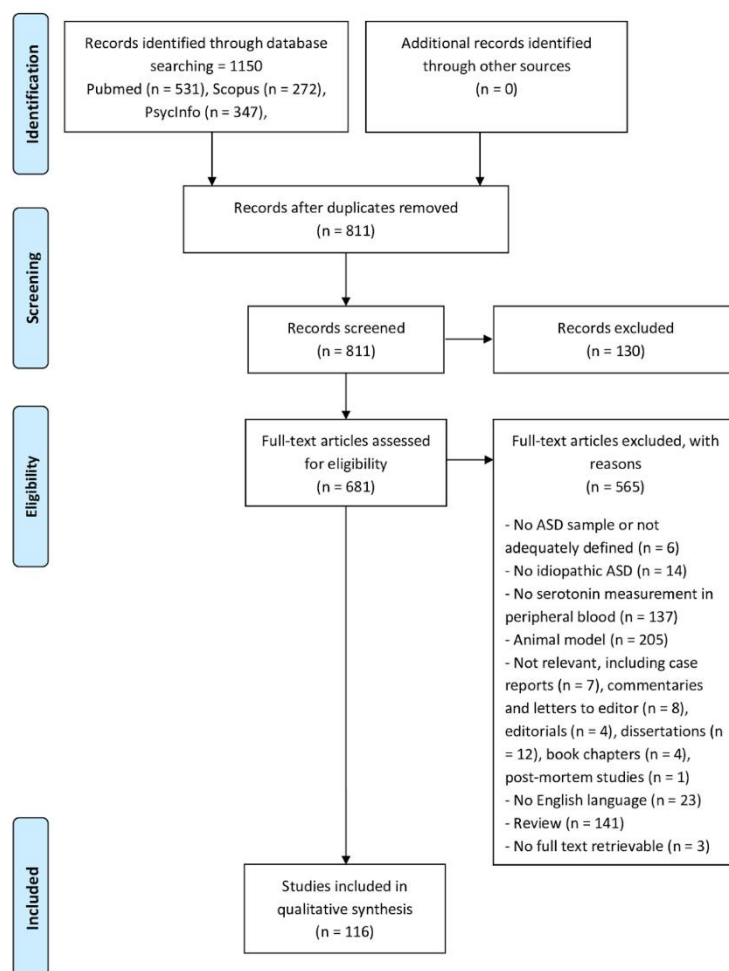 Identification
Records identified through database
searching = 1150
Pubmed (n = 531), Scopus (n = 272),
PsycInfo (n = 347),
Additional records identified
through other sources
(n = 0)
Records after duplicates removed
(n = 811)
Screening
Records screened
(n = 811)
Records excluded
(n = 130)
Eligibility
Full-text articles assessed
for eligibility
(n = 681)
Full-text articles excluded, with
reasons
(n = 565)
- No ASD sample or not
adequately defined (n = 6)
- No idiopathic ASD (n = 14)
- No serotonin measurement in
peripheral blood (n = 137)
- Animal model (n = 205)
- Not relevant, including case
reports (n = 7), commentaries
and letters to editor (n = 8),
editorials (n = 4), dissertations (n
= 12), book chapters (n = 4),
post-mortem studies (n = 1)
- No English language (n = 23)
- Review (n = 141)
- No full text retrievable (n = 3)
Included
Studies included in
qualitative synthesis
(n = 116)